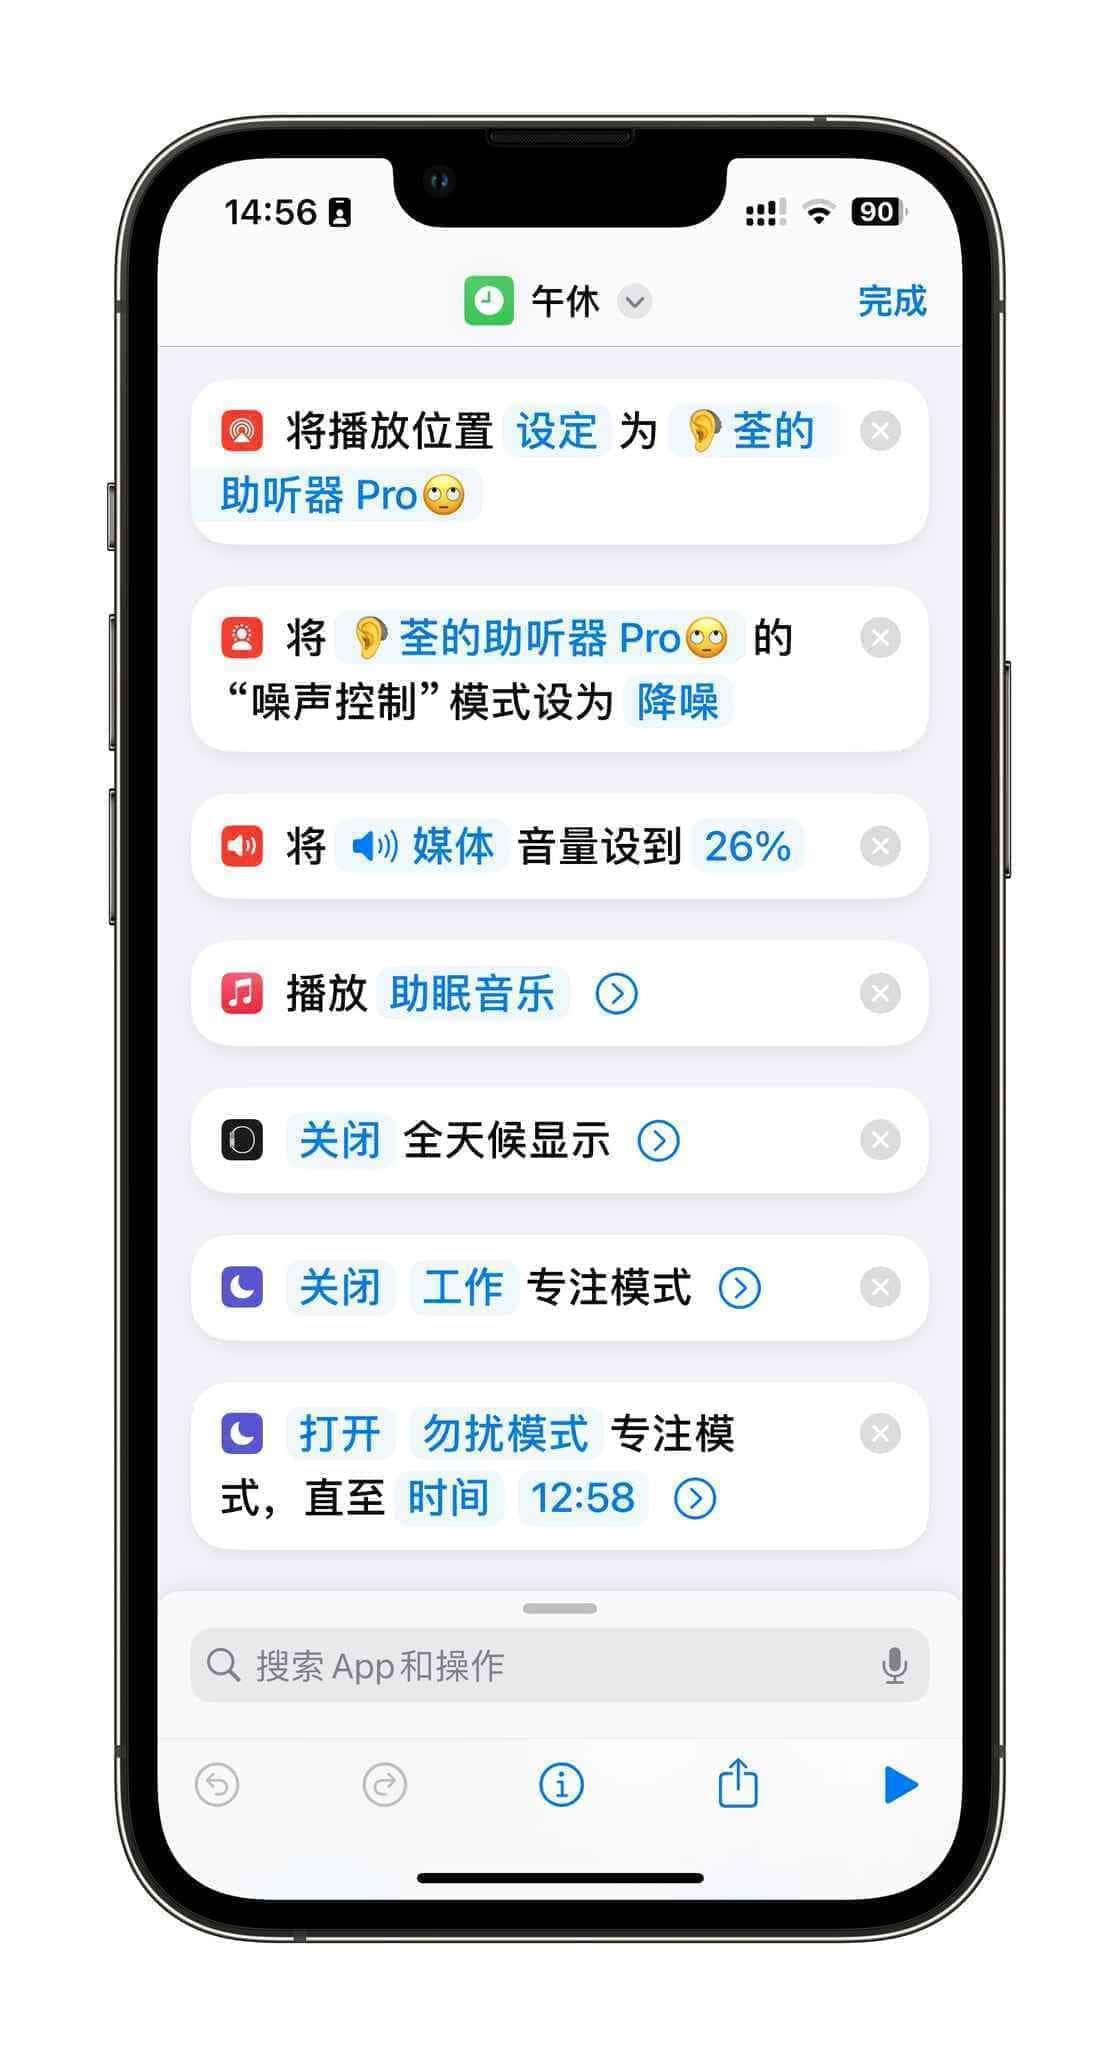 14:56 90
午休 完成
将播放位置 设定 为 🦻荃的
助听器 Pro🙄
将 🦻荃的助听器 Pro🙄 的
“噪声控制”模式设为 降噪
将 媒体 音量设到 26%
播放 助眠音乐
关闭 全天候显示
关闭 工作 专注模式
打开 勿扰模式 专注模
式，直至 时间 12:58
搜索 App 和操作